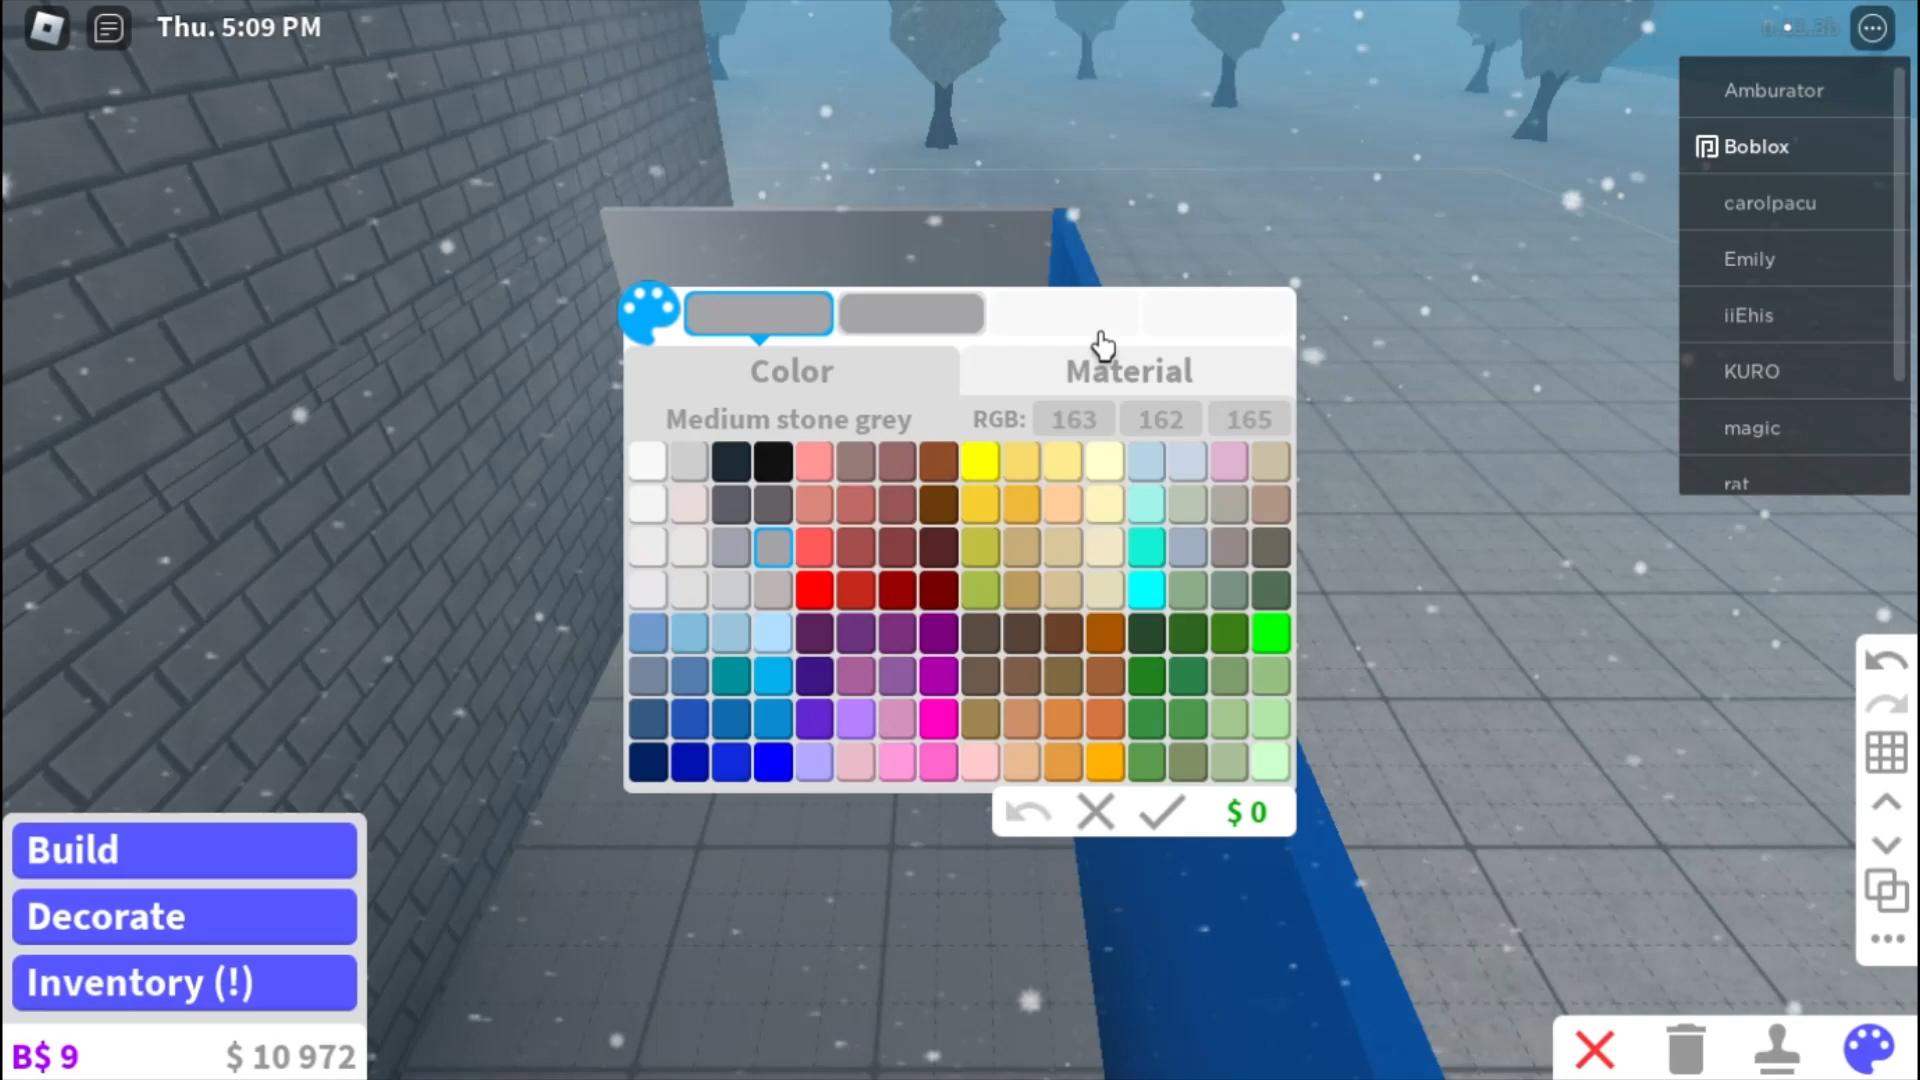 Thu. 5:09 PM
Amburator
Boblox
carolpacu
Emily
iiEhis
KURO
magic
rat
Color
Material
Medium stone grey
RGB: 163 162 165
$ 0
Build
Decorate
Inventory (!)
B$ 9
$ 10 972